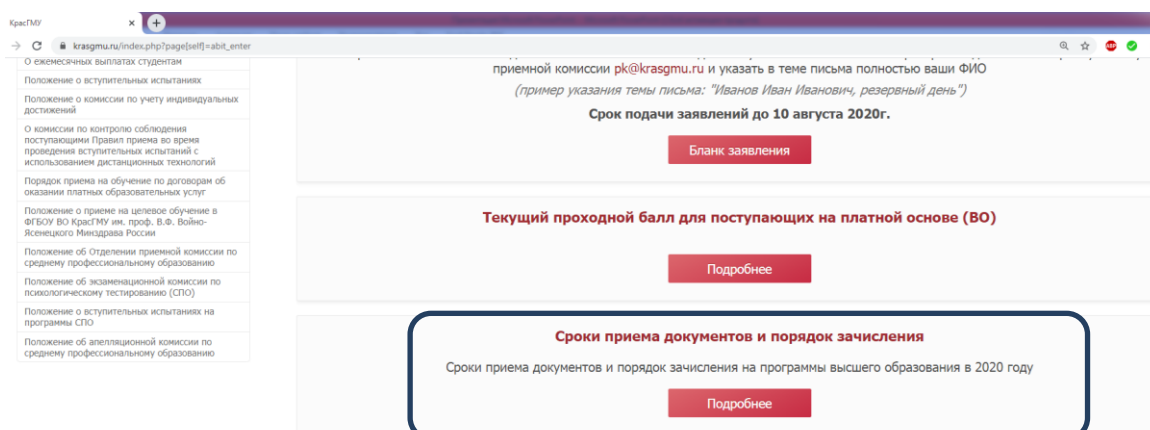 КрасГМУ
krasgmu.ru/index.php?page[self]=abit_enter
ABP
О ежемесячных выплатах студентам
Положение о вступительных испытаниях
Положение о комиссии по учету индивидуальных
достижений
О комиссии по контролю соблюдения
поступающими Правил приема во время
проведения вступительных испытаний с
использованием дистанционных технологий
Порядок приема на обучение по договорам об
оказании платных образовательных услуг
Положение о приеме на целевое обучение в
ФГБОУ ВО КрасГМУ им. проф. В.Ф. Войно-
Ясенецкого Минздрава России
Положение об Отделении приемной комиссии по
среднему профессиональному образованию
Положение об экзаменационной комиссии по
психологическому тестированию (СПО)
Положение о вступительных испытаниях на
программы СПО
Положение об апелляционной комиссии по
среднему профессиональному образованию
приемной комиссии pk@krasgmu.ru и указать в теме письма полностью ваши ФИО
(пример указания темы письма: "Иванов Иван Иванович, резервный день")
Срок подачи заявлений до 10 августа 2020г.
Бланк заявления
Текущий проходной балл для поступающих на платной основе (ВО)
Подробнее
Сроки приема документов и порядок зачисления
Сроки приема документов и порядок зачисления на программы высшего образования в 2020 году
Подробнее